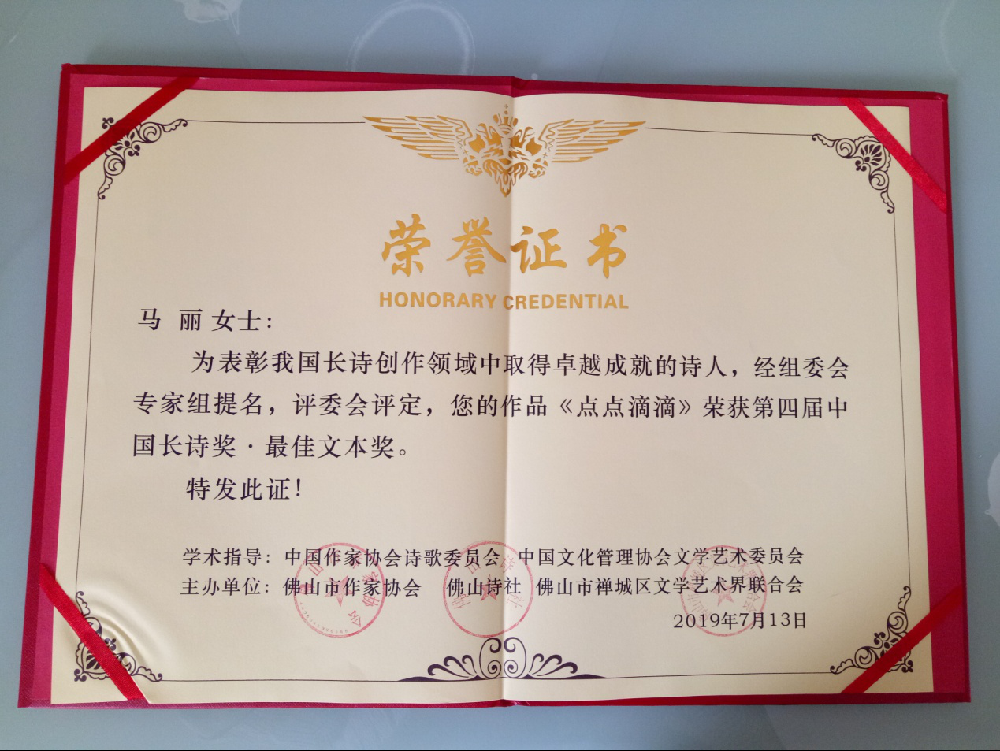 荣誉证书
HONORARY CREDENTIAL
马 丽 女士：
为表彰我国长诗创作领域中取得卓越成就的诗人，经组委会
专家组提名，评委会评定，您的作品《点点滴滴》荣获第四届中
国长诗奖·最佳文本奖。
特发此证！
学术指导：中国作家协会诗歌委员会 中国文化管理协会文学艺术委员会
主办单位：佛山市作家协会 佛山诗社 佛山市禅城区文学艺术界联合会
2019年7月13日